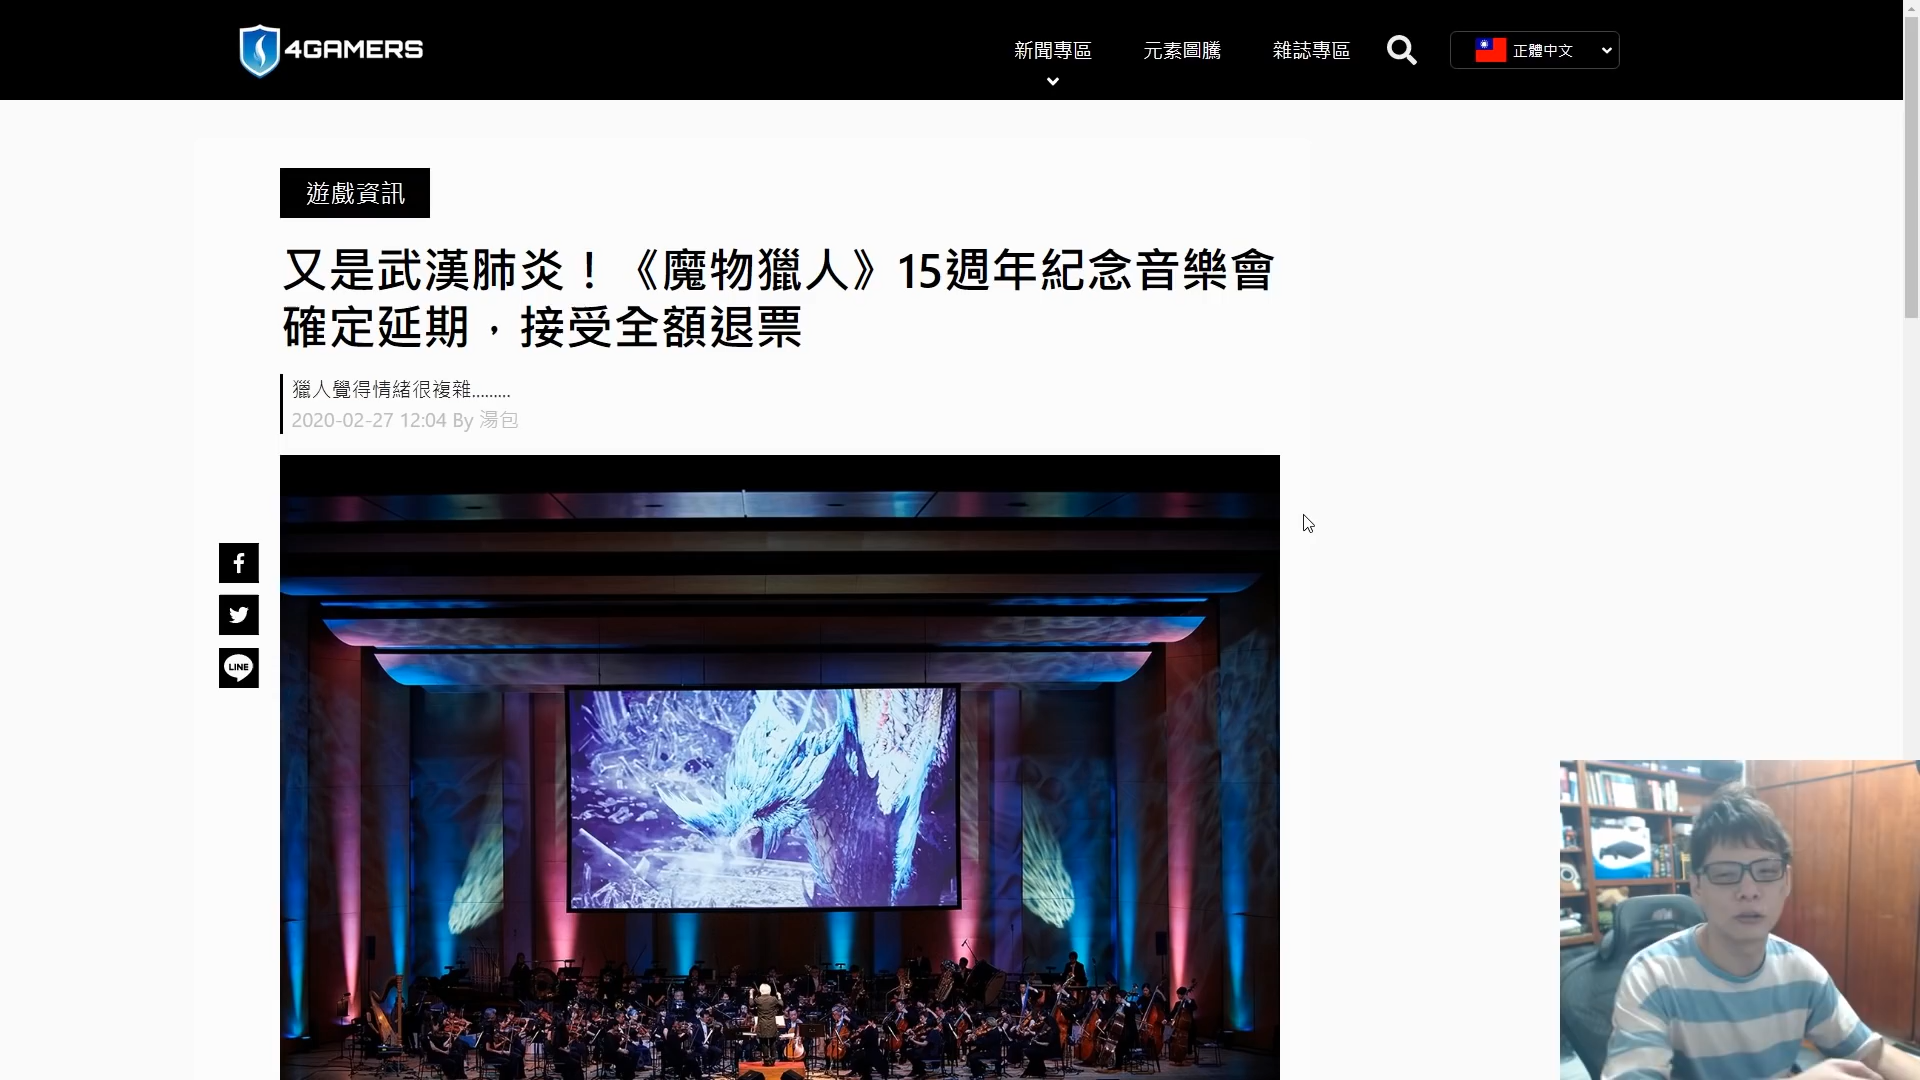 4GAMERS
新聞專區
元素圖騰
雜誌專區
正體中文
遊戲資訊
又是武漢肺炎！《魔物獵人》15週年紀念音樂會
確定延期，接受全額退票
獵人覺得情緒很複雜.........
2020-02-27 12:04 By 湯包
LINE